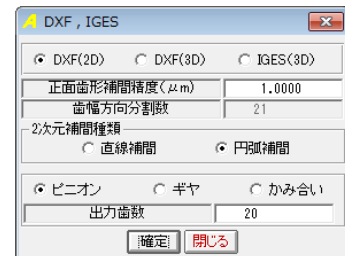 DXF , IGES
DXF(2D) DXF(3D) IGES(3D)
正面歯形補間精度(μm) 1.0000
歯幅方向分割数 21
2次元補間種類
直線補間 円弧補間
ピニオン ギヤ かみ合い
出力歯数 20
確定 閉じる